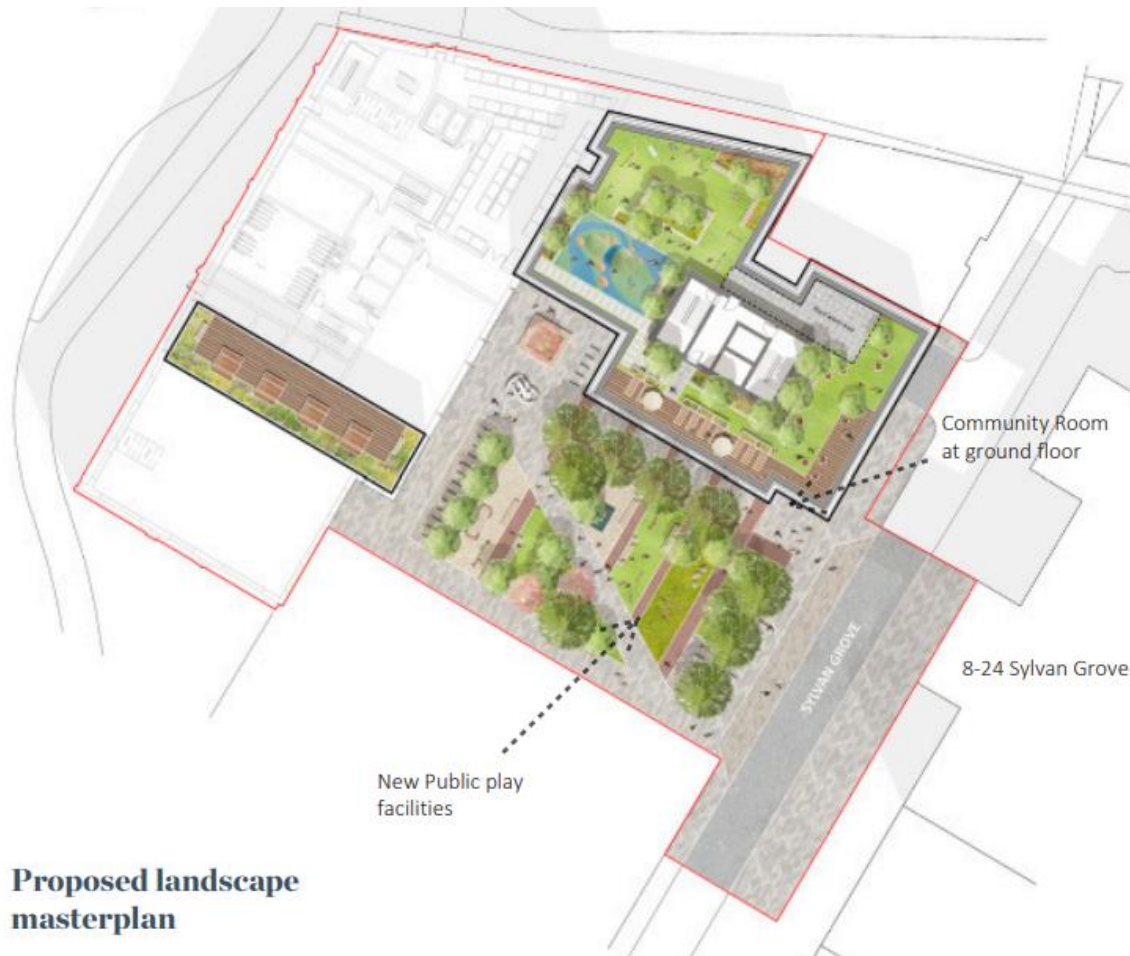 Community Room
at ground floor
SYLVAN GROVE
8-24 Sylvan Grove
New Public play
facilities
Proposed landscape
masterplan